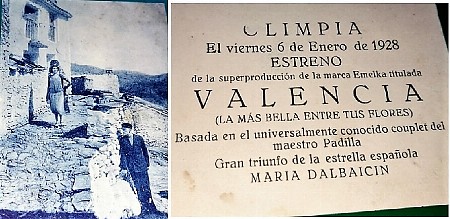 OLIMPIA
El viernes 6 de Enero de 1928
ESTRENO
de la superproducción de la marca Emelka titulada
VALENCIA
(LA MÁS BELLA ENTRE TUS FLORES)
Basada en el universalmente conocido couplet del
maestro Padilla
Gran triunfo de la estrella española
MARIA DALBAICIN